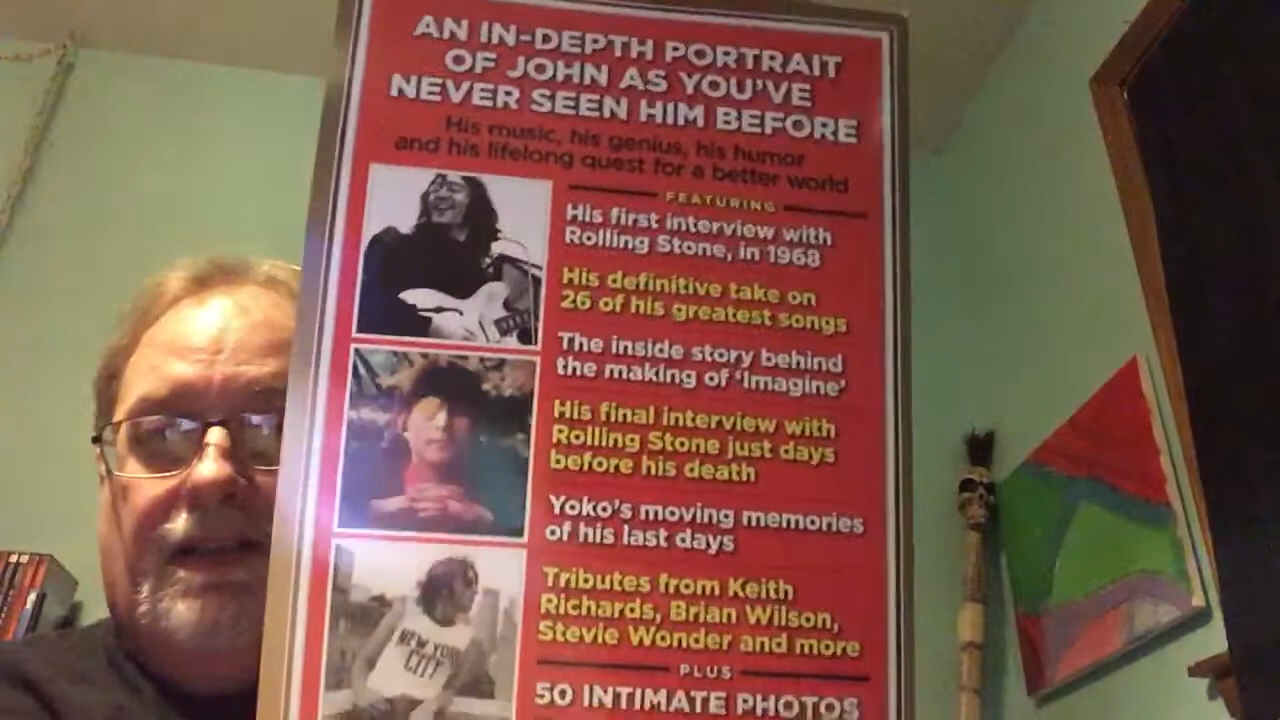 AN IN-DEPTH PORTRAIT
OF JOHN AS YOU'VE
NEVER SEEN HIM BEFORE
His music, his genius, his humor
and his lifelong quest for a better world
FEATURING
His first interview with
Rolling Stone, in 1968
His definitive take on
26 of his greatest songs
The inside story behind
the making of 'Imagine'
His final interview with
Rolling Stone just days
before his death
Yoko's moving memories
of his last days
Tributes from Keith
Richards, Brian Wilson,
Stevie Wonder and more
PLUS
50 INTIMATE PHOTOS
NEW YORK
CITY